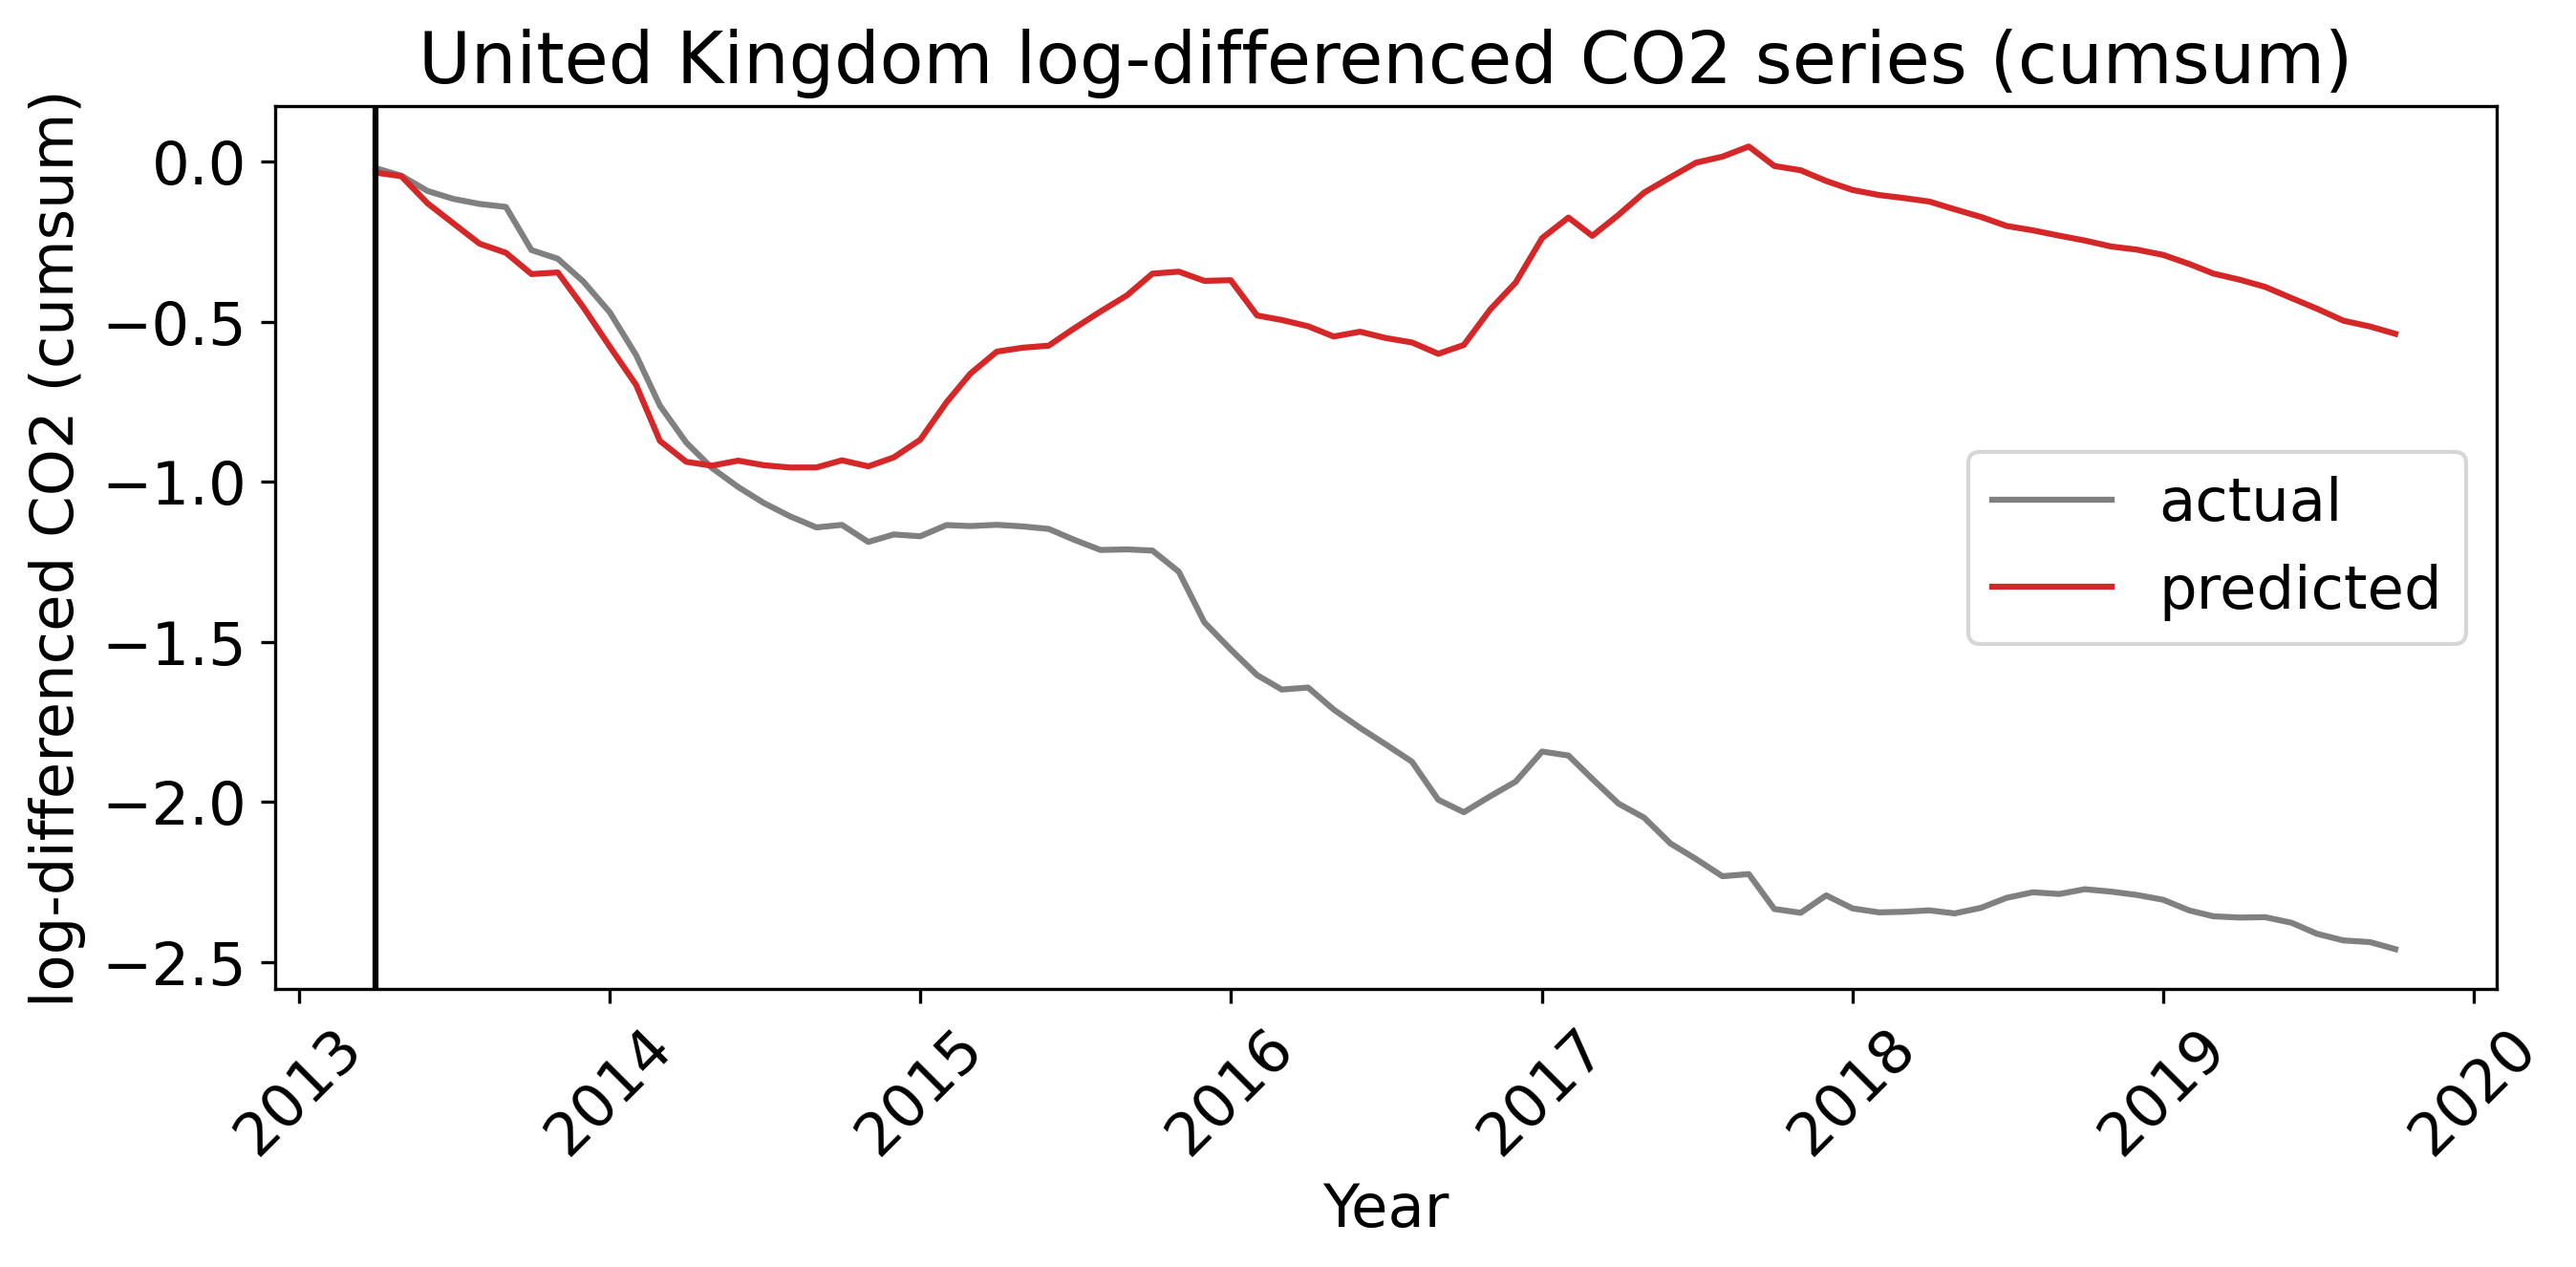 United Kingdom log-differenced CO2 series (cumsum)
log-differenced CO2 (cumsum)
0.0
−0.5
−1.0
−1.5
−2.0
−2.5
actual
predicted
2013
2014
2015
2016
2017
2018
2019
2020
Year